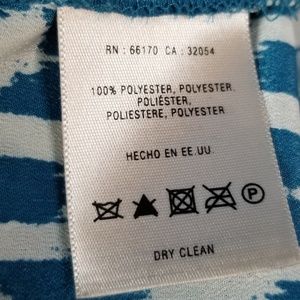 RN : 66170 CA : 32054
100% POLYESTER, POLYESTER,
POLIÉSTER,
POLIESTERE, POLYESTER
HECHO EN EE.UU.
P
DRY CLEAN